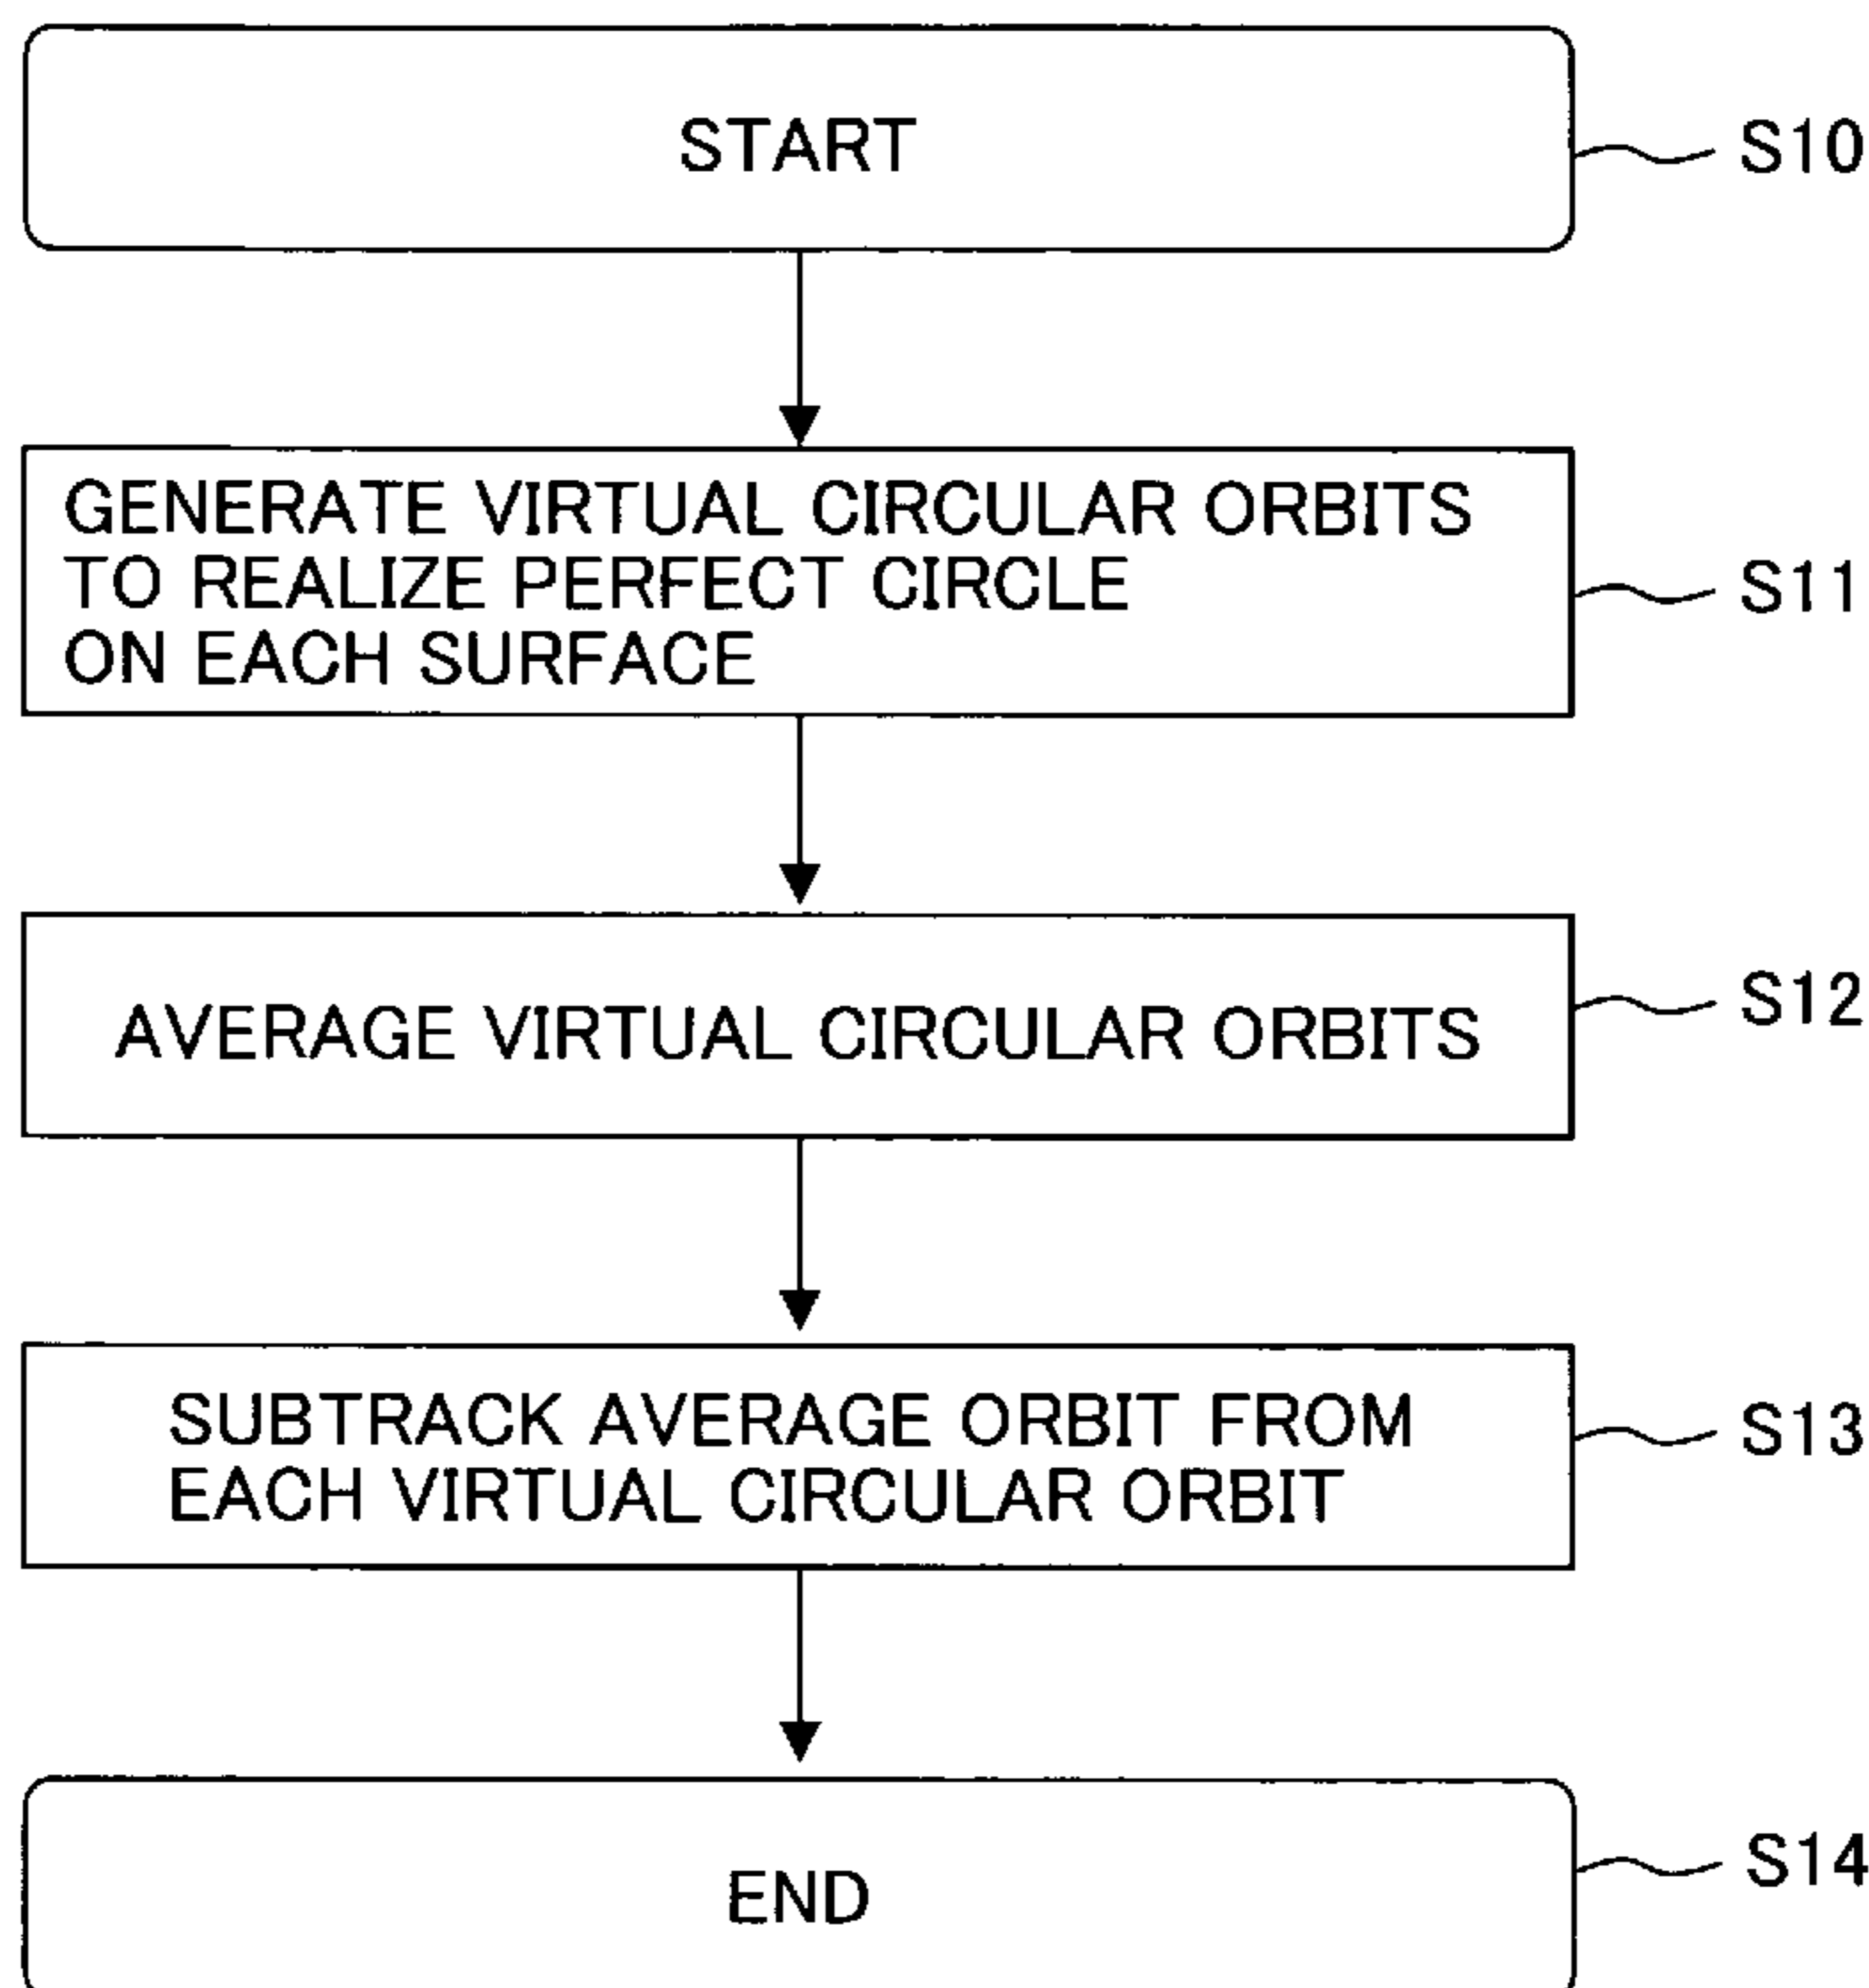 START
S10
GENERATE VIRTUAL CIRCULAR ORBITS
TO REALIZE PERFECT CIRCLE
ON EACH SURFACE
S11
AVERAGE VIRTUAL CIRCULAR ORBITS
S12
SUBTRACK AVERAGE ORBIT FROM
EACH VIRTUAL CIRCULAR ORBIT
S13
END
S14